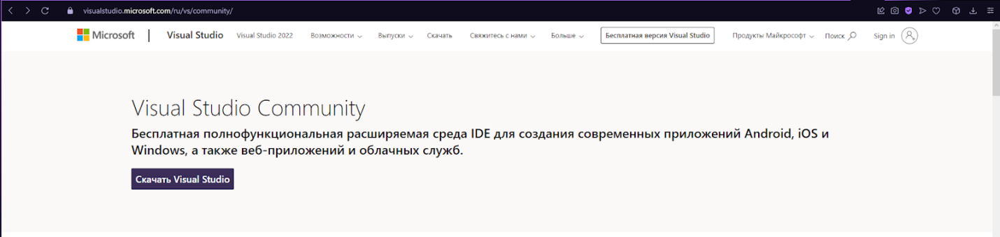 visualstudio.microsoft.com/ru/vs/community/
Microsoft Visual Studio Visual Studio 2022 Возможности Выпуски Скачать Свяжитесь с нами Больше Бесплатная версия Visual Studio Продукты Майкрософт Поиск Sign in
Visual Studio Community
Бесплатная полнофункциональная расширяемая среда IDE для создания современных приложений Android, iOS и
Windows, а также веб-приложений и облачных служб.
Скачать Visual Studio